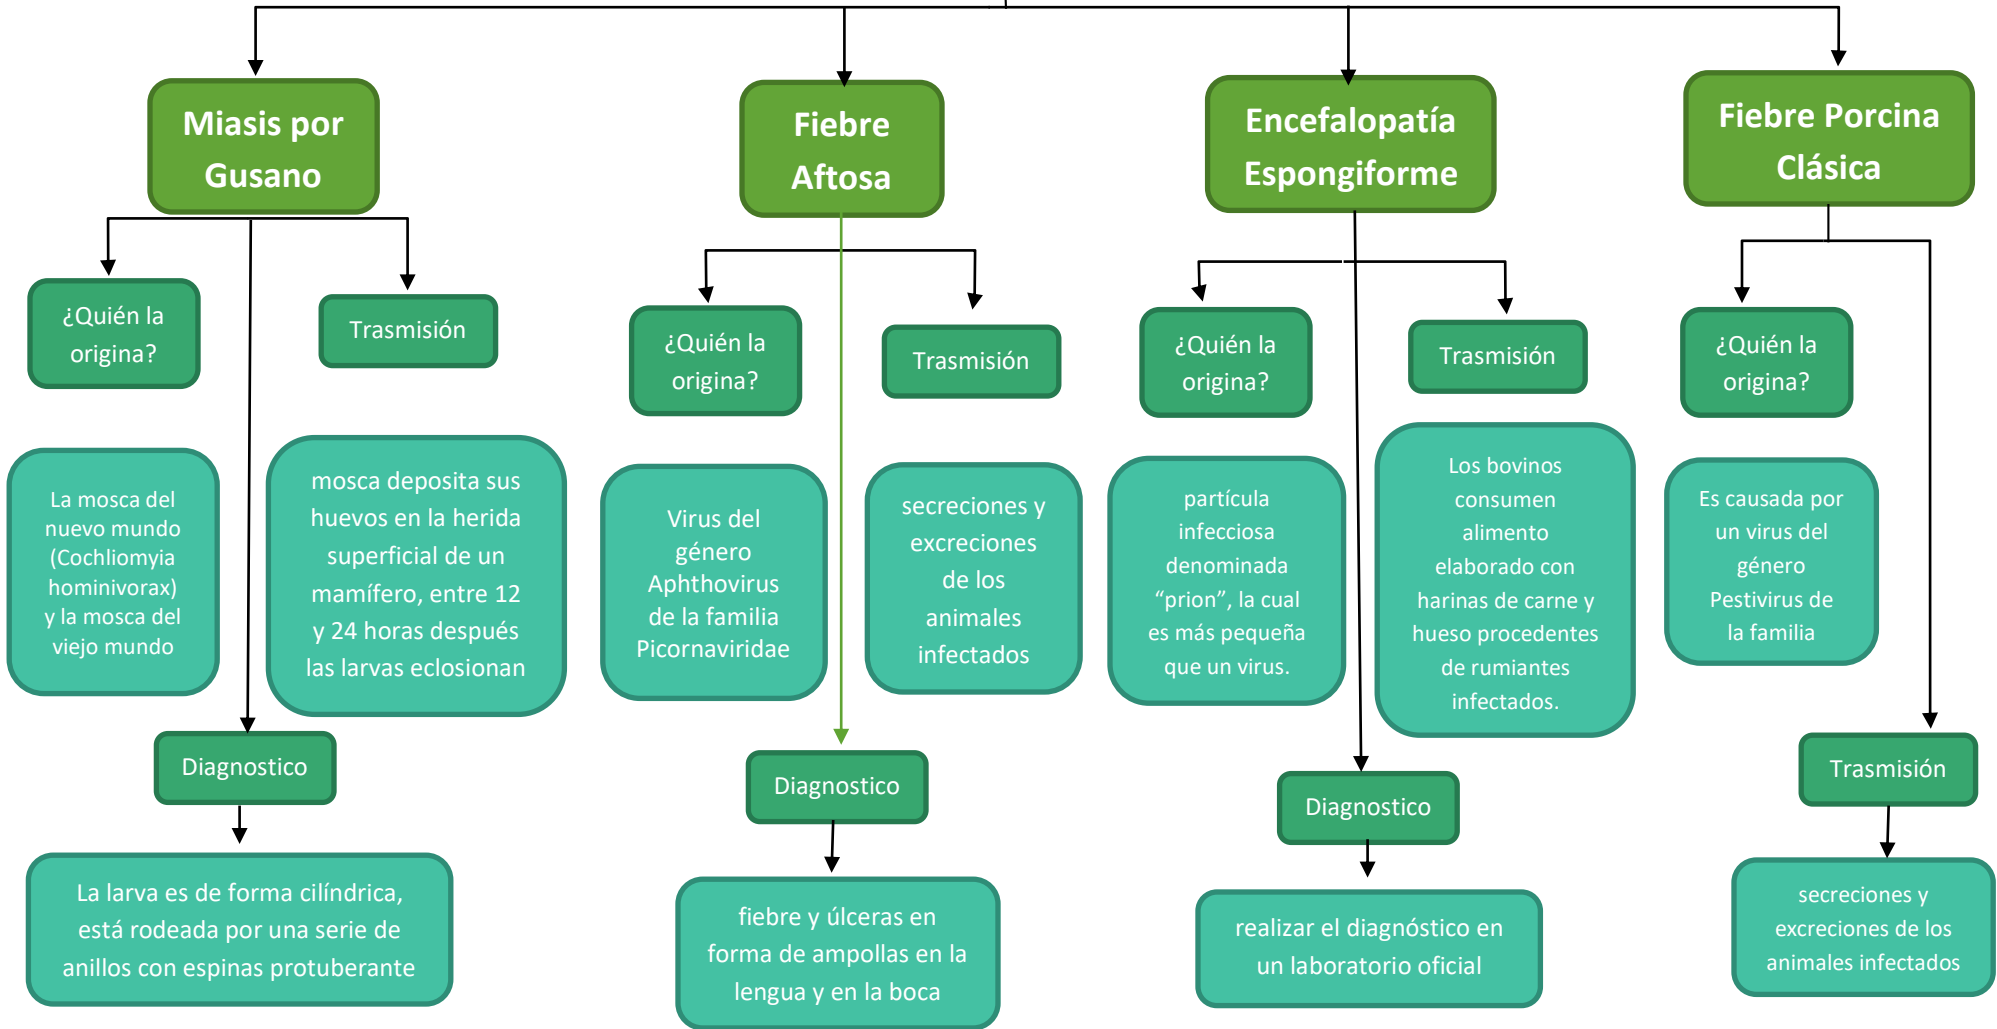 Miasis por
Gusano
Fiebre
Aftosa
Encefalopatía
Espongiforme
Fiebre Porcina
Clásica
¿Quién la
origina?
Trasmisión
¿Quién la
origina?
Trasmisión
¿Quién la
origina?
Trasmisión
¿Quién la
origina?
La mosca del
nuevo mundo
(Cochliomyia
hominivorax)
y la mosca del
viejo mundo
mosca deposita sus
huevos en la herida
superficial de un
mamífero, entre 12
y 24 horas después
las larvas eclosionan
Virus del
género
Aphthovirus
de la familia
Picornaviridae
secreciones y
excreciones
de los
animales
infectados
partícula
infecciosa
denominada
“prion”, la cual
es más pequeña
que un virus.
Los bovinos
consumen
alimento
elaborado con
harinas de carne y
hueso procedentes
de rumiantes
infectados.
Es causada por
un virus del
género
Pestivirus de
la familia
Diagnostico
Diagnostico
Diagnostico
Trasmisión
La larva es de forma cilíndrica,
está rodeada por una serie de
anillos con espinas protuberante
fiebre y úlceras en
forma de ampollas en la
lengua y en la boca
realizar el diagnóstico en
un laboratorio oficial
secreciones y
excreciones de los
animales infectados